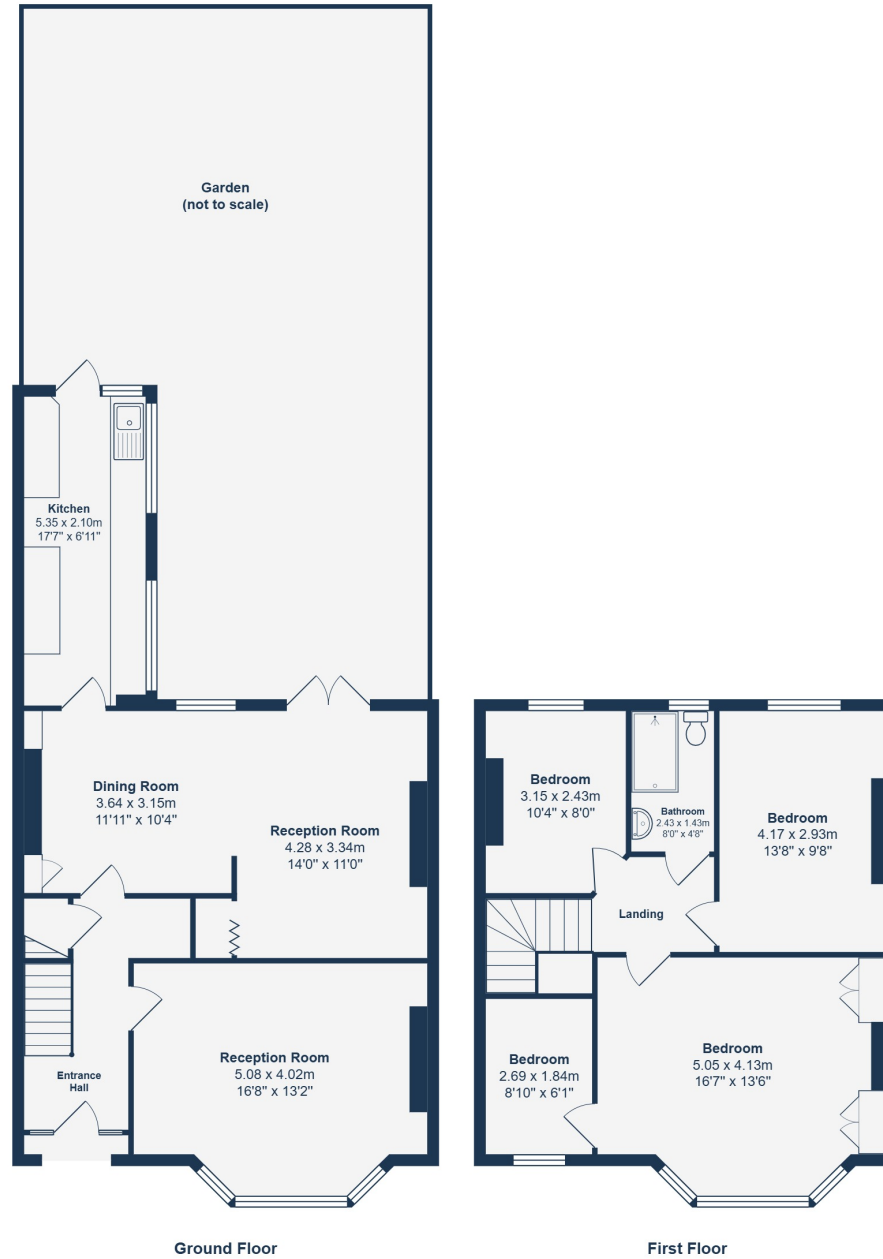 Garden
(not to scale)
Kitchen
5.35 x 2.10m
17'7" x 6'11"
Dining Room
3.64 x 3.15m
11'11" x 10'4"
Reception Room
4.28 x 3.34m
14'0" x 11'0"
Reception Room
5.08 x 4.02m
16'8" x 13'2"
Entrance
Hall
Ground Floor
Bedroom
3.15 x 2.43m
10'4" x 8'0"
Bathroom
2.43 x 1.43m
8'0" x 4'8"
Bedroom
4.17 x 2.93m
13'8" x 9'8"
Landing
Bedroom
2.69 x 1.84m
8'10" x 6'1"
Bedroom
5.05 x 4.13m
16'7" x 13'6"
First Floor